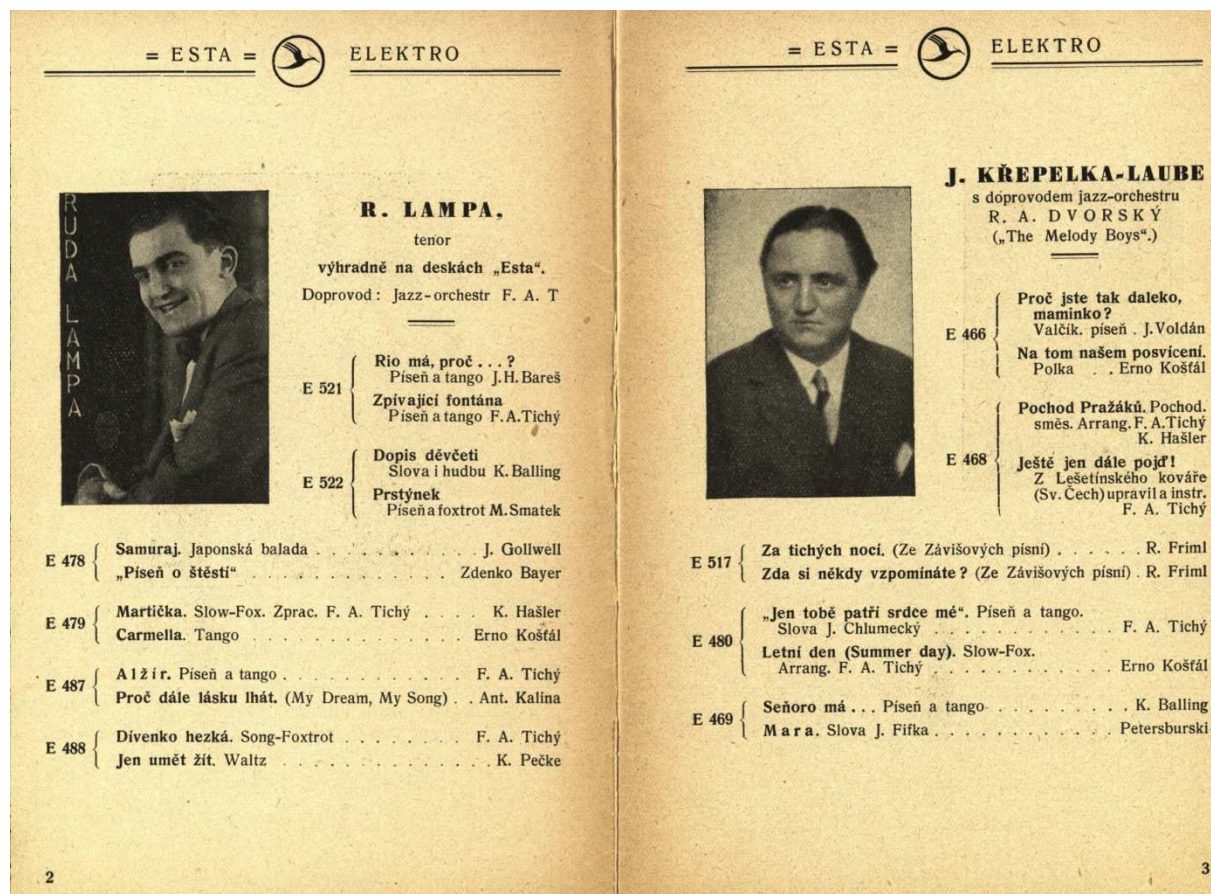 = ESTA = ELEKTRO
RUDA LAMPA
R. LAMPA,
tenor
výhradně na deskách „Esta“.
Doprovod: Jazz-orchestr F. A. T
E 521
Rio má, proč . . . ?
Píseň a tango J. H. Bareš
Zpívající fontána
Píseň a tango F. A. Tichý
E 522
Dopis děvčeti
Slova i hudbu K. Balling
Prstýnek
Píseň a foxtrot M. Smatek
E 478
Samuraj. Japonská balada . . . . . . . . . . . J. Gollwell
„Píseň o štěstí“ . . . . . . . . . . . . . . Zdenko Bayer
E 479
Martička. Slow-Fox. Zprac. F. A. Tichý . . . . K. Hašler
Carmella. Tango . . . . . . . . . . . . . . Erno Košťál
E 487
Alžír. Píseň a tango . . . . . . . . . . . F. A. Tichý
Proč dále lásku lhát. (My Dream, My Song) . . Ant. Kalina
E 488
Dívenko hezká. Song-Foxtrot . . . . . . . . F. A. Tichý
Jen umět žít. Waltz . . . . . . . . . . . . . K. Pečke
2
= ESTA = ELEKTRO
J. KŘEPELKA-LAUBE
s doprovodem jazz-orchestru
R. A. DVORSKÝ
(„The Melody Boys“.)
E 466
Proč jste tak daleko,
maminko?
Valčík. píseň . J. Voldán
Na tom našem posvícení.
Polka . . Erno Košťál
E 468
Pochod Pražáků. Pochod.
směs. Arrang. F. A. Tichý
K. Hašler
Ještě jen dále pojď!
Z Lešetínského kováře
(Sv. Čech) upravil a instr.
F. A. Tichý
E 517
Za tichých nocí. (Ze Závišových písní) . . . . . . R. Friml
Zda si někdy vzpomínáte? (Ze Závišových písní) . R. Friml
E 480
„Jen tobě patří srdce mé“. Píseň a tango.
Slova J. Chlumecký . . . . . . . . . . . . F. A. Tichý
Letní den (Summer day). Slow-Fox.
Arrang. F. A. Tichý . . . . . . . . . . . . Erno Košťál
E 469
Seňoro má . . . Píseň a tango . . . . . . . . . . K. Balling
Mara. Slova J. Fifka . . . . . . . . . . . . Petersburski
3